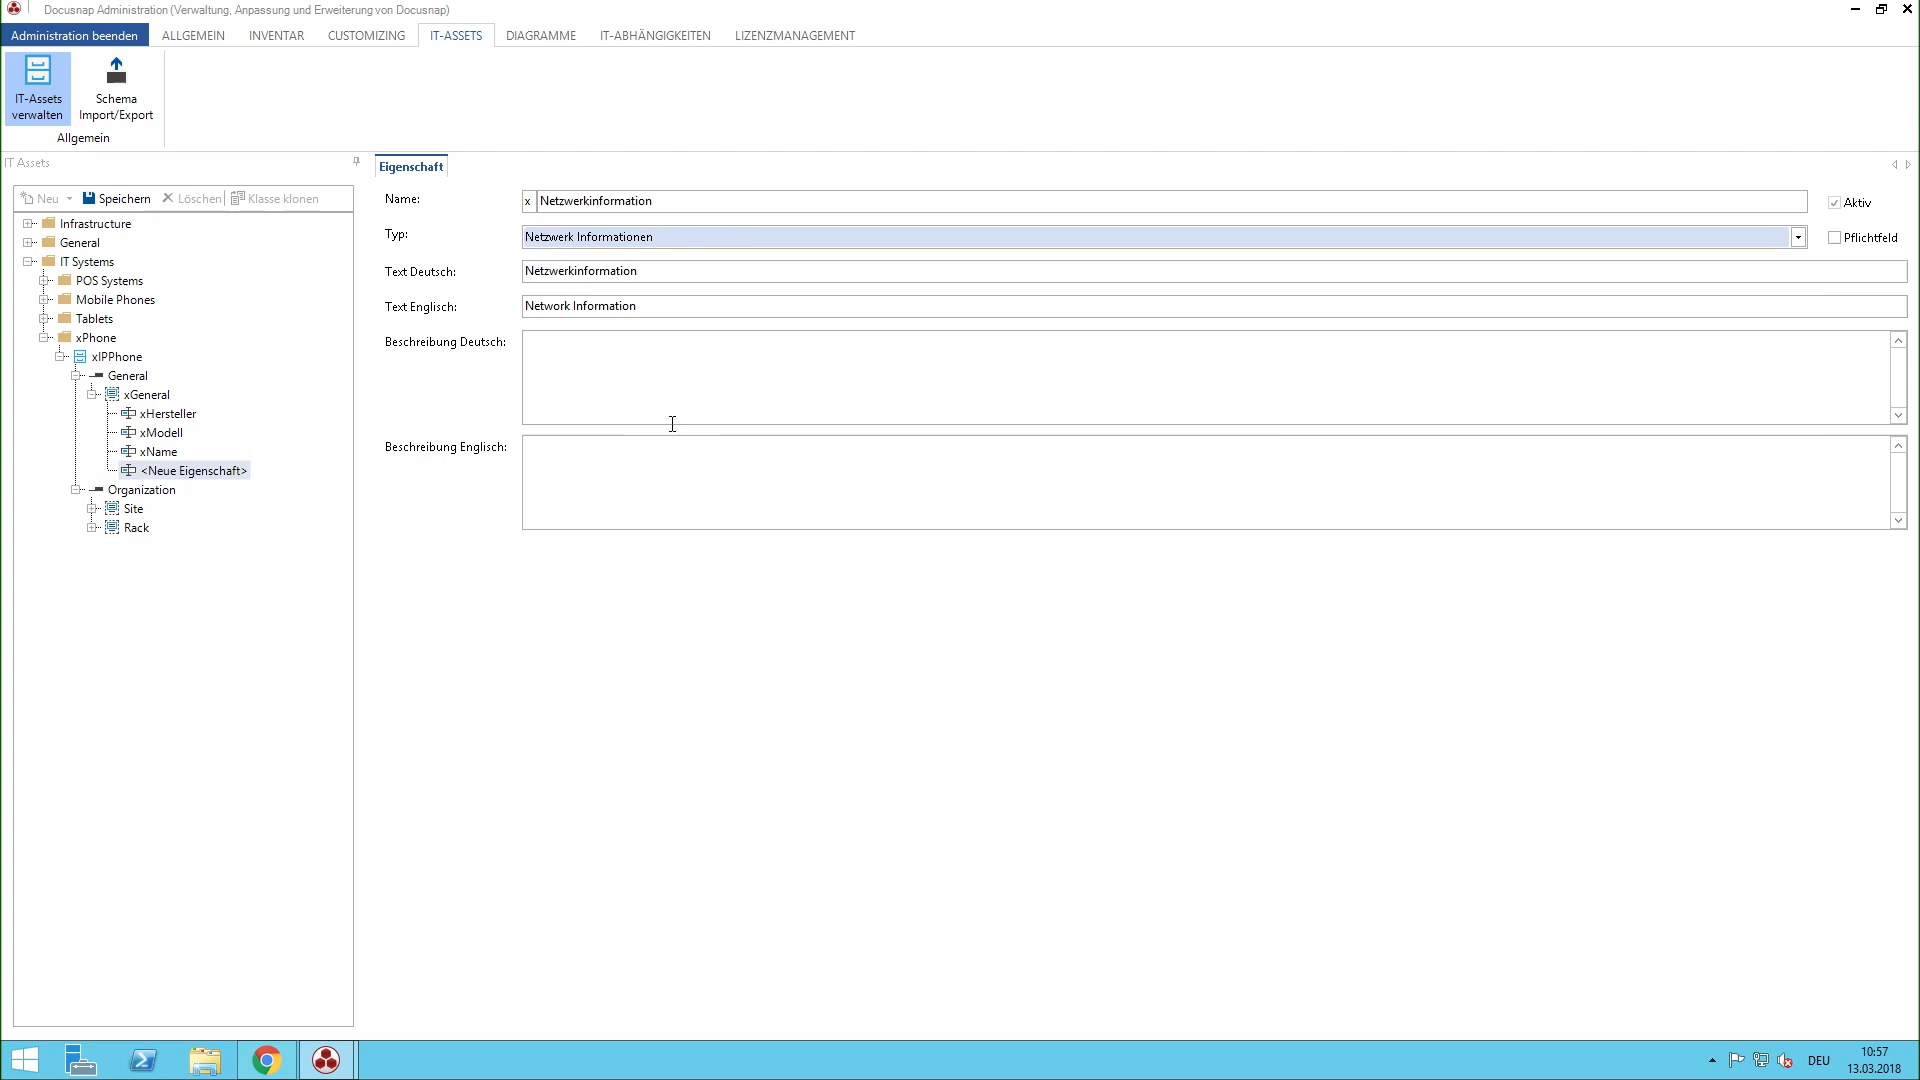 Docusnap Administration (Verwaltung, Anpassung und Erweiterung von Docusnap)
Administration beenden ALLGEMEIN INVENTAR CUSTOMIZING IT-ASSETS DIAGRAMME IT-ABHÄNGIGKEITEN LIZENZMANAGEMENT
IT-Assets verwalten
Schema Import/Export
Allgemein
IT Assets
Neu Speichern Löschen Klasse klonen
Infrastructure
General
IT Systems
POS Systems
Mobile Phones
Tablets
xPhone
xIPPhone
General
xGeneral
xHersteller
xModell
xName
<Neue Eigenschaft>
Organization
Site
Rack
Eigenschaft
Name: x Netzwerkinformation Aktiv
Typ: Netzwerk Informationen Pflichtfeld
Text Deutsch: Netzwerkinformation
Text Englisch: Network Information
Beschreibung Deutsch:
Beschreibung Englisch:
DEU
10:57
13.03.2018